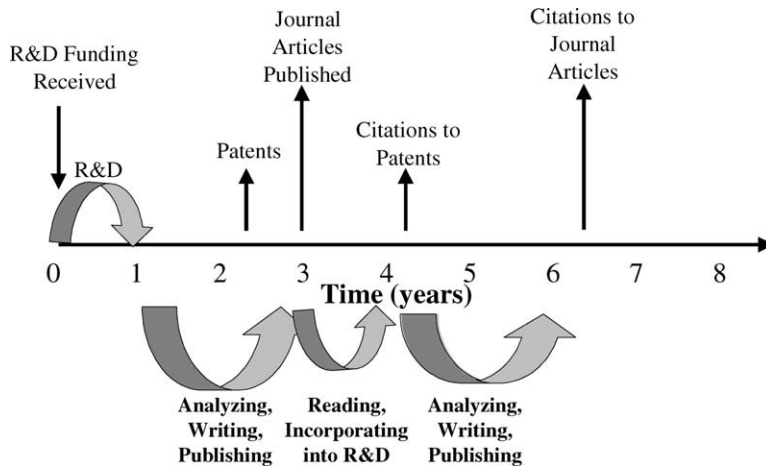 R&D Funding
Received
Journal
Articles
Published
Citations to
Journal
Articles
R&D
Patents
Citations to
Patents
0 1 2 3 4 5 6 7 8
Time (years)
Analyzing,
Writing,
Publishing
Reading,
Incorporating
into R&D
Analyzing,
Writing,
Publishing